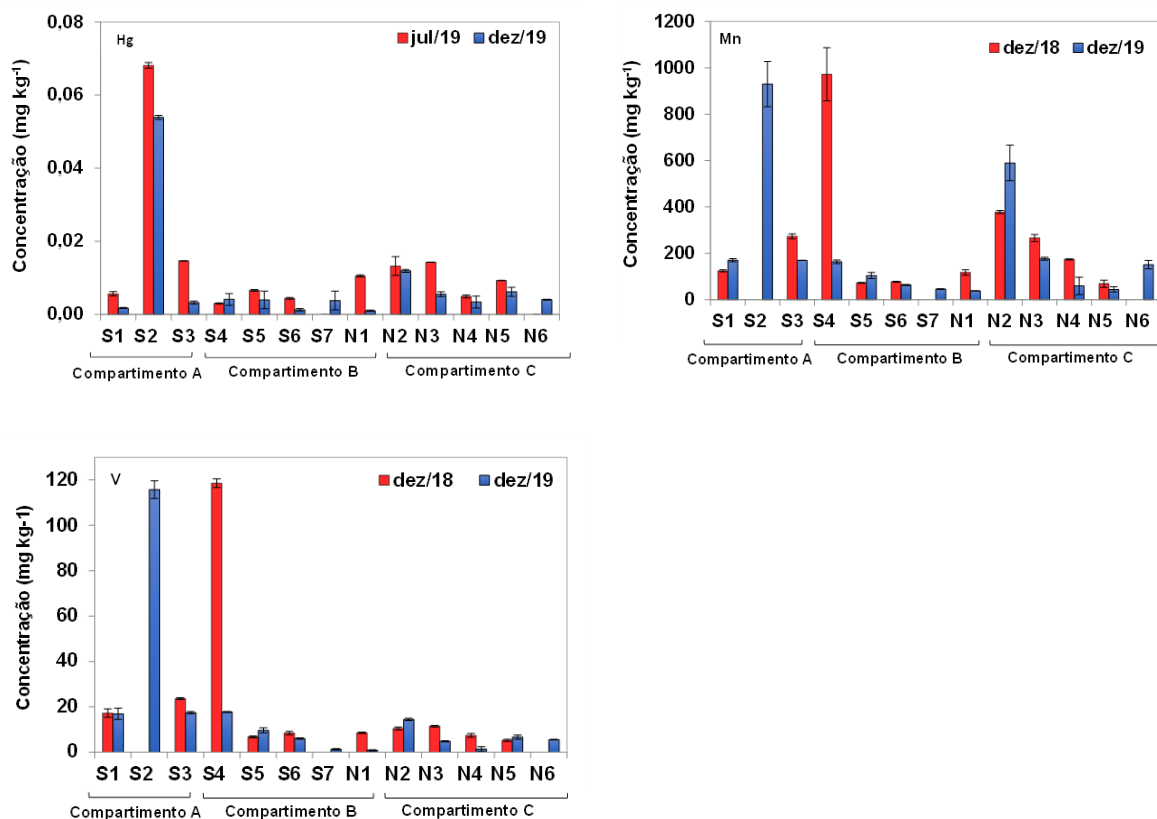 Hg
jul/19 dez/19
Concentração (mg kg-1)
0,08
0,06
0,04
0,02
0,00
S1 S2 S3 S4 S5 S6 S7 N1 N2 N3 N4 N5 N6
Compartimento A Compartimento B Compartimento C
Mn
dez/18 dez/19
Concentração (mg kg-1)
1200
1000
800
600
400
200
0
S1 S2 S3 S4 S5 S6 S7 N1 N2 N3 N4 N5 N6
Compartimento A Compartimento B Compartimento C
V
dez/18 dez/19
Concentração (mg kg-1)
120
100
80
60
40
20
0
S1 S2 S3 S4 S5 S6 S7 N1 N2 N3 N4 N5 N6
Compartimento A Compartimento B Compartimento C